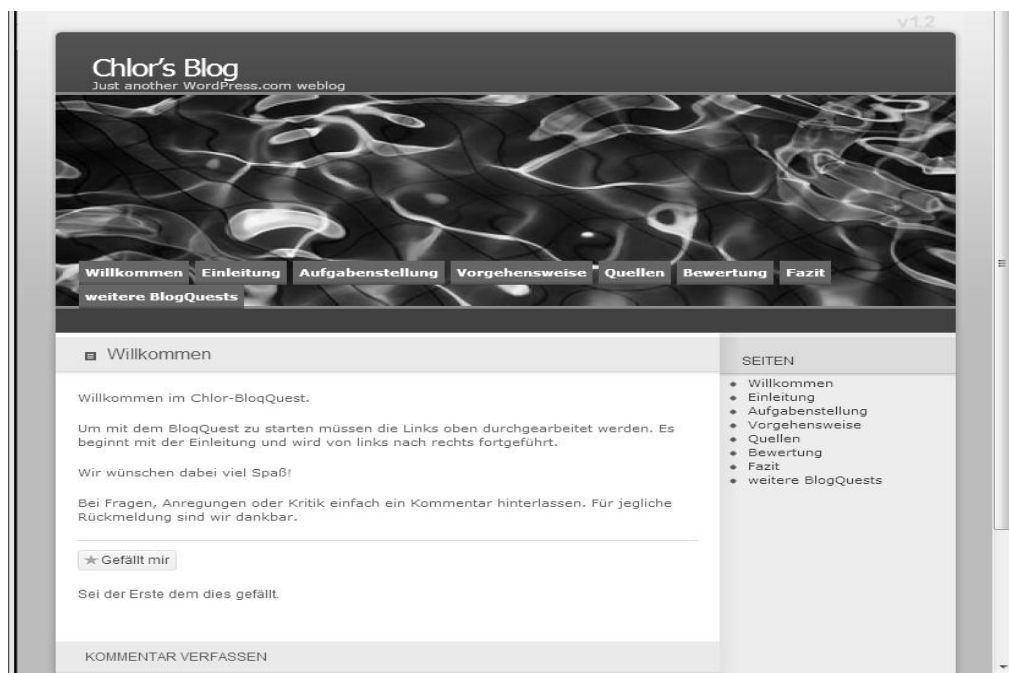 v1.2
Chlor's Blog
Just another WordPress.com weblog
Willkommen Einleitung Aufgabenstellung Vorgehensweise Quellen Bewertung Fazit
weitere BlogQuests
Willkommen
Willkommen im Chlor-BloqQuest.
Um mit dem BloqQuest zu starten müssen die Links oben durchgearbeitet werden. Es
beginnt mit der Einleitung und wird von links nach rechts fortgeführt.
Wir wünschen dabei viel Spaß!
Bei Fragen, Anregungen oder Kritik einfach ein Kommentar hinterlassen. Für jegliche
Rückmeldung sind wir dankbar.
Gefällt mir
Sei der Erste dem dies gefällt.
KOMMENTAR VERFASSEN
SEITEN
Willkommen
Einleitung
Aufgabenstellung
Vorgehensweise
Quellen
Bewertung
Fazit
weitere BlogQuests